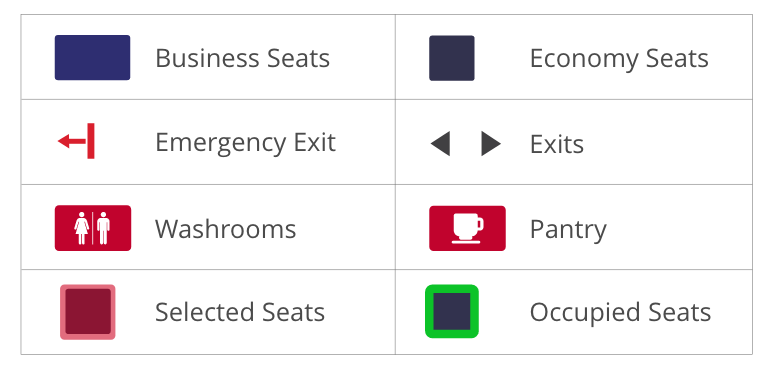 Business Seats
Economy Seats
Emergency Exit
Exits
Washrooms
Pantry
Selected Seats
Occupied Seats